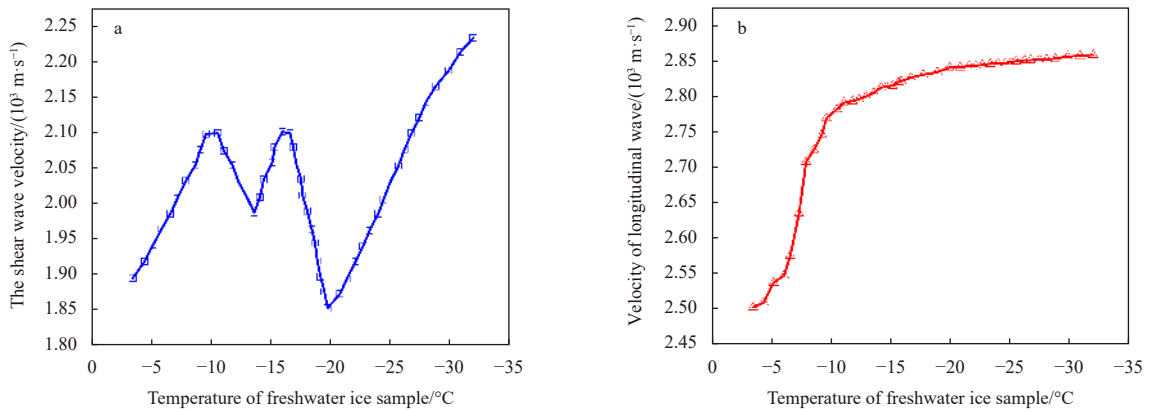 a
The shear wave velocity/(10³ m·s⁻¹)
2.25
2.20
2.15
2.10
2.05
2.00
1.95
1.90
1.85
1.80
0 −5 −10 −15 −20 −25 −30 −35
Temperature of freshwater ice sample/°C
b
Velocity of longitudinal wave/(10³ m·s⁻¹)
2.90
2.85
2.80
2.75
2.70
2.65
2.60
2.55
2.50
2.45
0 −5 −10 −15 −20 −25 −30 −35
Temperature of freshwater ice sample/°C